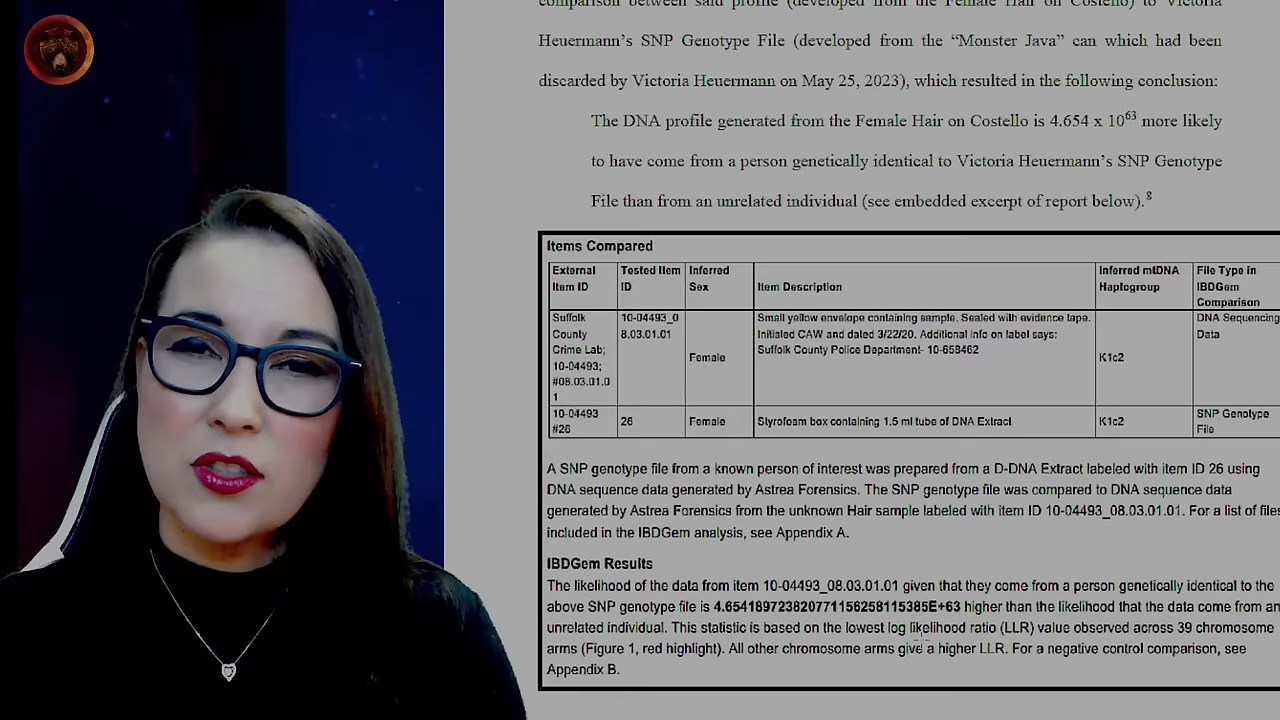 comparison between said profile (developed from the Female Hair on Costello) to Victoria
Heuermann's SNP Genotype File (developed from the “Monster Java” can which had been
discarded by Victoria Heuermann on May 25, 2023), which resulted in the following conclusion:
The DNA profile generated from the Female Hair on Costello is 4.654 x 10⁶³ more likely
to have come from a person genetically identical to Victoria Heuermann's SNP Genotype
File than from an unrelated individual (see embedded excerpt of report below).⁸
Items Compared
External Item ID
Tested Item ID
Inferred Sex
Item Description
Inferred mtDNA Haplogroup
File Type in IBDGem Comparison
Suffolk County Crime Lab; 10-04493; #08.03.01.01
10-04493_08.03.01.01
Female
Small yellow envelope containing sample. Sealed with evidence tape.
Initialed CAW and dated 3/22/20. Additional info on label says:
Suffolk County Police Department- 10-658462
K1c2
DNA Sequencing Data
10-04493 #26
26
Female
Styrofoam box containing 1.5 ml tube of DNA Extract
K1c2
SNP Genotype File
A SNP genotype file from a known person of interest was prepared from a D-DNA Extract labeled with item ID 26 using
DNA sequence data generated by Astrea Forensics. The SNP genotype file was compared to DNA sequence data
generated by Astrea Forensics from the unknown Hair sample labeled with item ID 10-04493_08.03.01.01. For a list of files
included in the IBDGem analysis, see Appendix A.
IBDGem Results
The likelihood of the data from item 10-04493_08.03.01.01 given that they come from a person genetically identical to the
above SNP genotype file is 4.654189723820771156258115385E+63 higher than the likelihood that the data come from an
unrelated individual. This statistic is based on the lowest log likelihood ratio (LLR) value observed across 39 chromosome
arms (Figure 1, red highlight). All other chromosome arms give a higher LLR. For a negative control comparison, see
Appendix B.